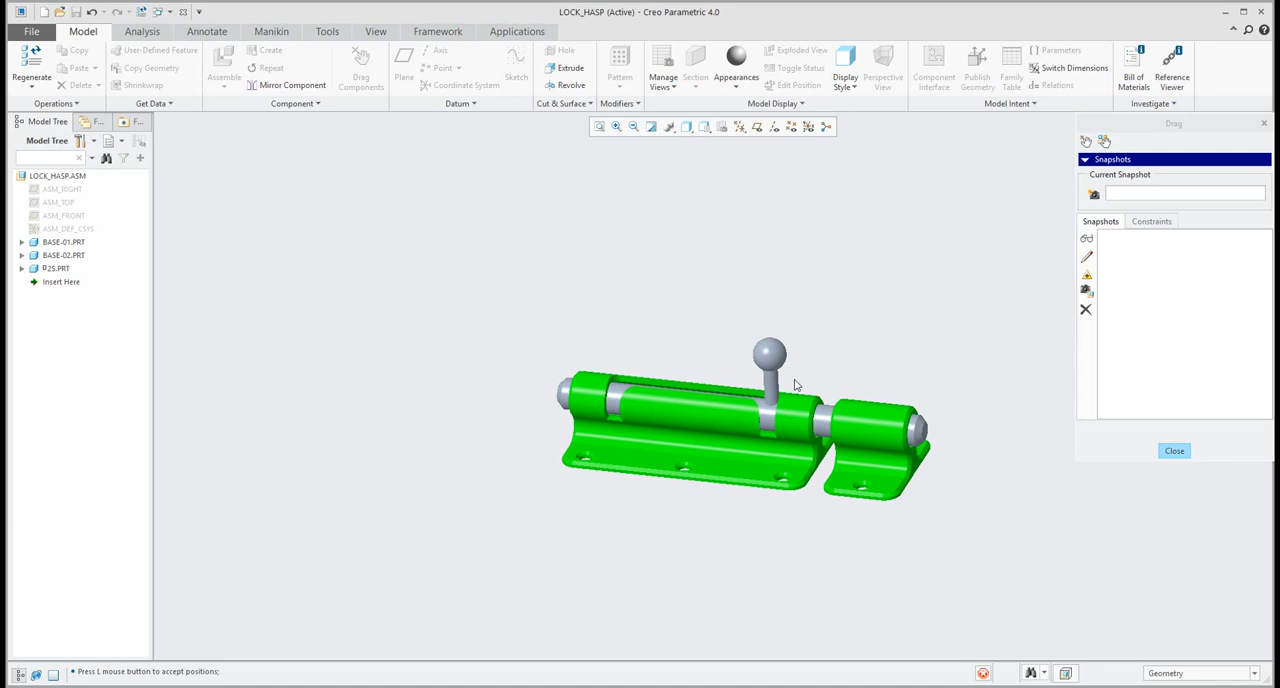 LOCK_HASP (Active) - Creo Parametric 4.0
File Model Analysis Annotate Manikin Tools View Framework Applications
Regenerate
Copy
Paste
Delete
Operations
User-Defined Feature
Copy Geometry
Shrinkwrap
Get Data
Assemble
Create
Repeat
Mirror Component
Component
Drag
Components
Plane
Axis
Point
Coordinate System
Sketch
Datum
Hole
Extrude
Revolve
Cut & Surface
Pattern
Modifiers
Manage
Views
Section
Appearances
Exploded View
Toggle Status
Edit Position
Display
Style
Perspective
View
Model Display
Component
Interface
Publish
Geometry
Family
Table
Parameters
Switch Dimensions
Relations
Model Intent
Bill of
Materials
Reference
Viewer
Investigate
Model Tree F... F...
Model Tree
LOCK_HASP.ASM
ASM_RIGHT
ASM_TOP
ASM_FRONT
ASM_DEF_CSYS
BASE-01.PRT
BASE-02.PRT
2S.PRT
Insert Here
Drag
Snapshots
Current Snapshot
Snapshots Constraints
Close
Press L mouse button to accept positions;
Geometry